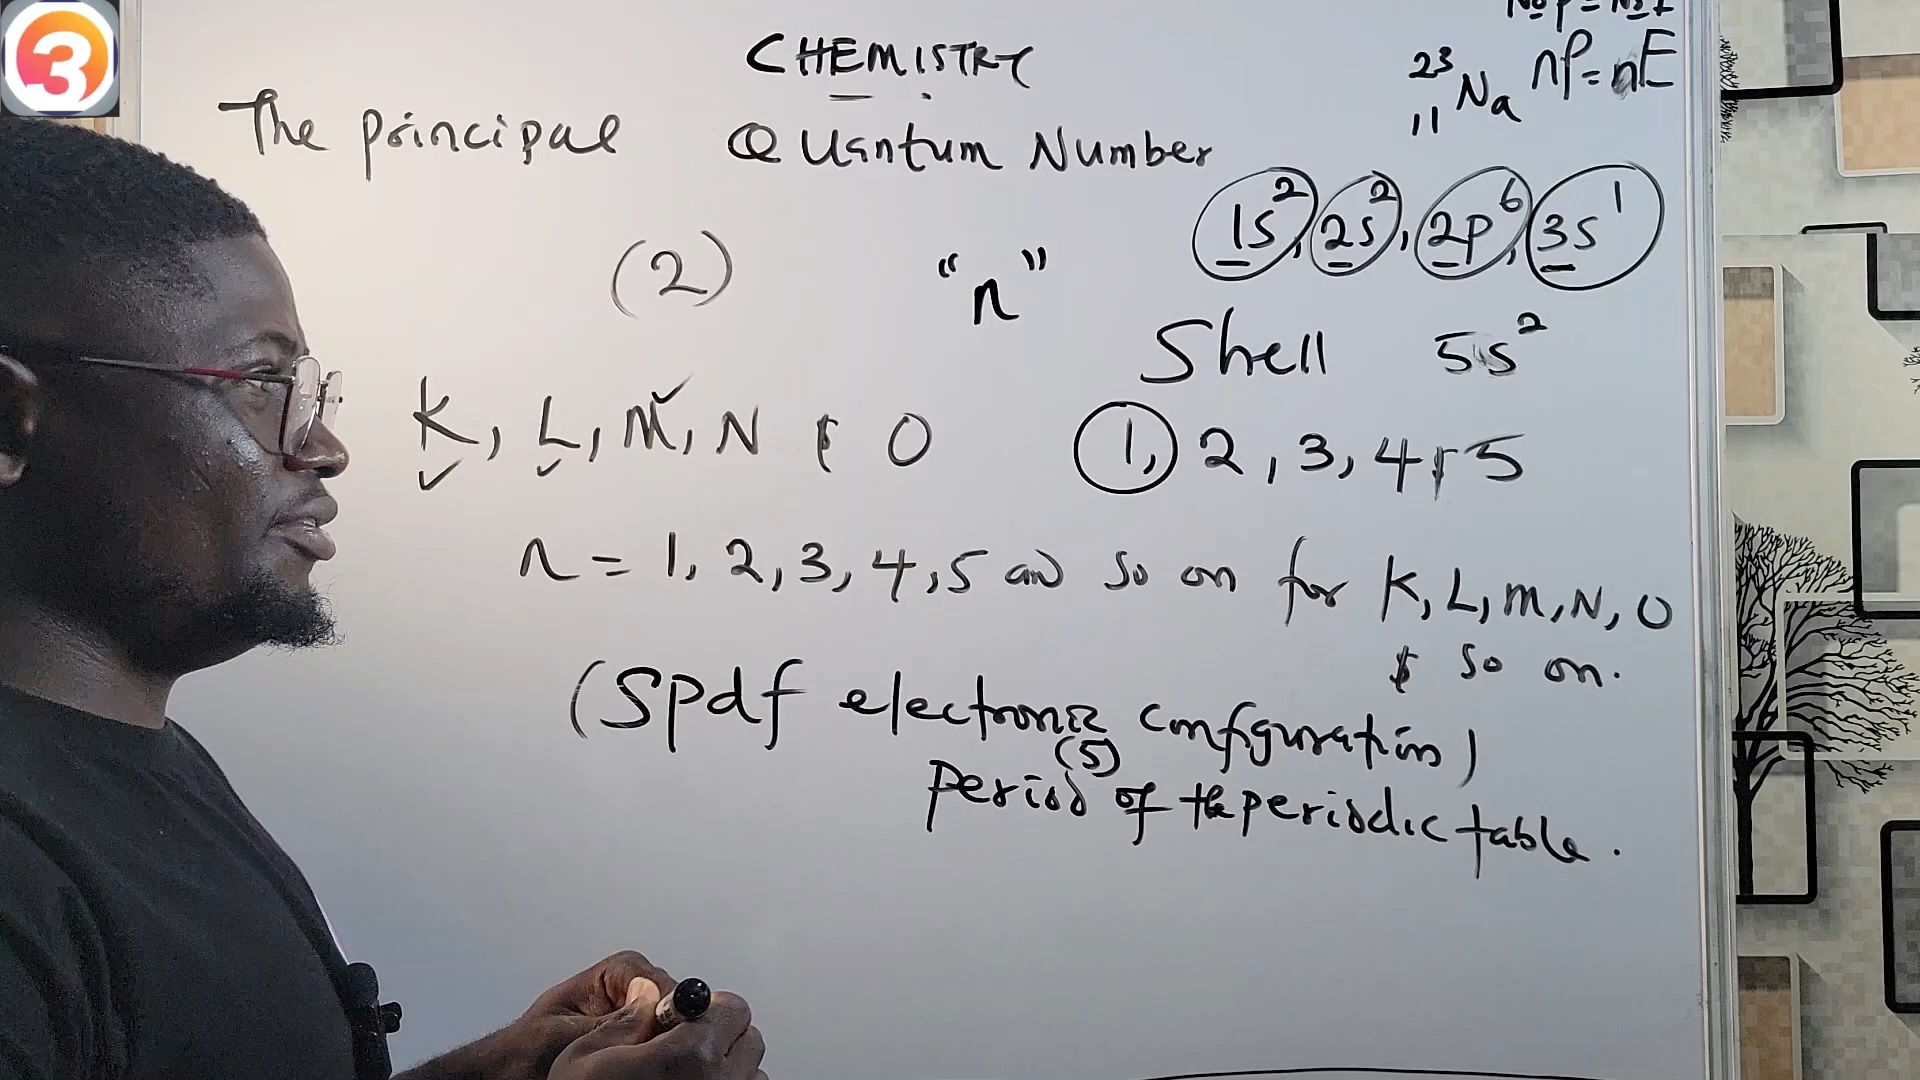 3
CHEMISTRY
The principal Quantum Number
23
11 Na nP = nE
(2) "n"
1s², 2s², 2p⁶, 3s¹
Shell 5s²
K, L, M, N & O
1, 2, 3, 4, 5
n = 1, 2, 3, 4, 5 and so on for K, L, M, N, O
& so on.
(Spdf electronic configuration)
(5)
Period of the periodic table.